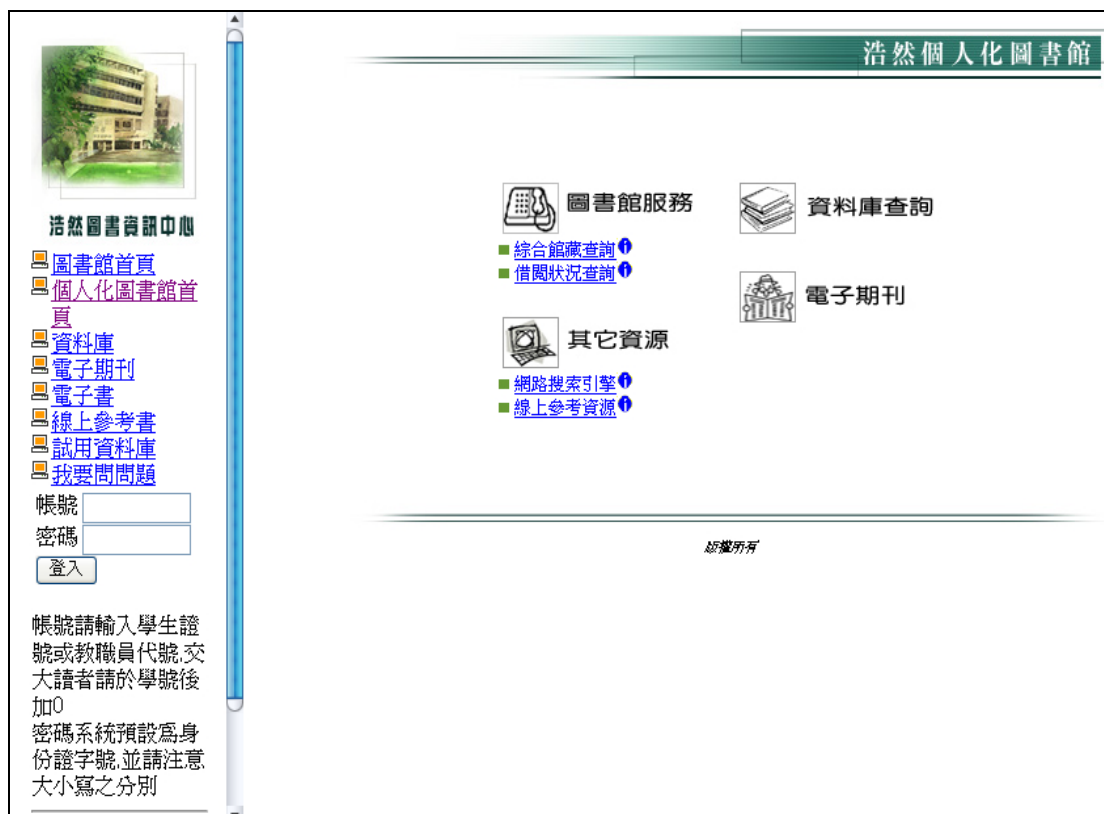 浩然圖書資訊中心
圖書館首頁
個人化圖書館首
頁
資料庫
電子期刊
電子書
線上參考書
試用資料庫
我要問問題
帳號
密碼
登入
帳號請輸入學生證
號或教職員代號,交
大讀者請於學號後
加0
密碼系統預設為身
份證字號,並請注意
大小寫之分別
浩然個人化圖書館
圖書館服務
綜合館藏查詢
借閱狀況查詢
其它資源
網路搜索引擎
線上參考資源
資料庫查詢
電子期刊
版權所有